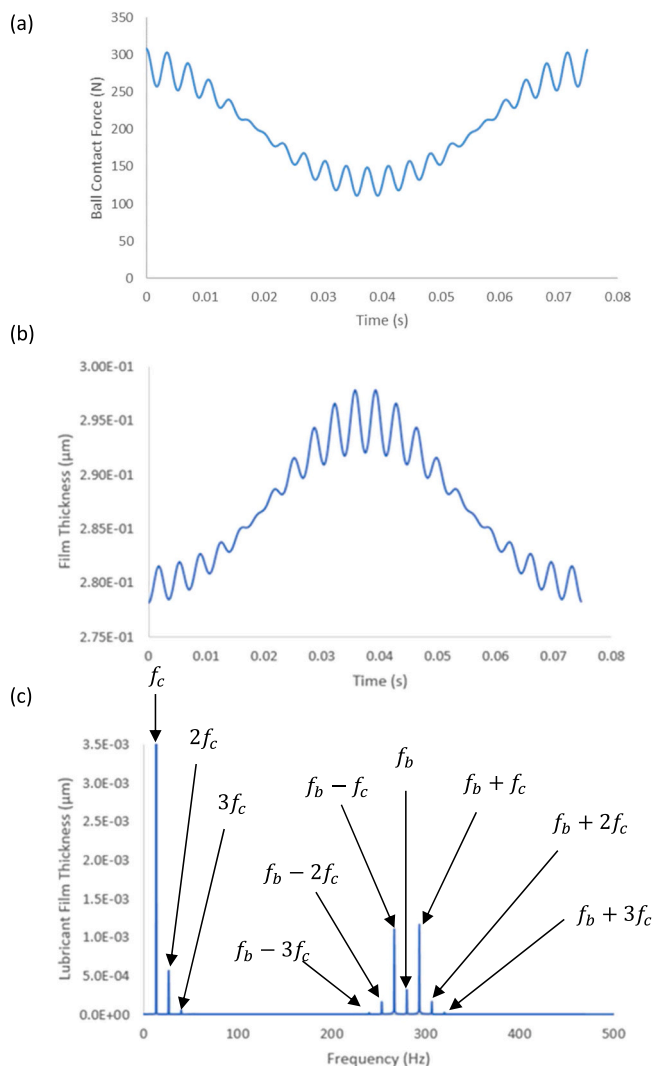 (a)
Ball Contact Force (N)
350
300
250
200
150
100
50
0
0 0.01 0.02 0.03 0.04 0.05 0.06 0.07 0.08
Time (s)
(b)
Film Thickness (μm)
3.00E-01
2.95E-01
2.90E-01
2.85E-01
2.80E-01
2.75E-01
0 0.01 0.02 0.03 0.04 0.05 0.06 0.07 0.08
Time (s)
(c)
f_c
2f_c
3f_c
f_b − 3f_c
f_b − 2f_c
f_b − f_c
f_b
f_b + f_c
f_b + 2f_c
f_b + 3f_c
Lubricant Film Thickness (μm)
3.5E-03
3.0E-03
2.5E-03
2.0E-03
1.5E-03
1.0E-03
5.0E-04
0.0E+00
0 100 200 300 400 500
Frequency (Hz)